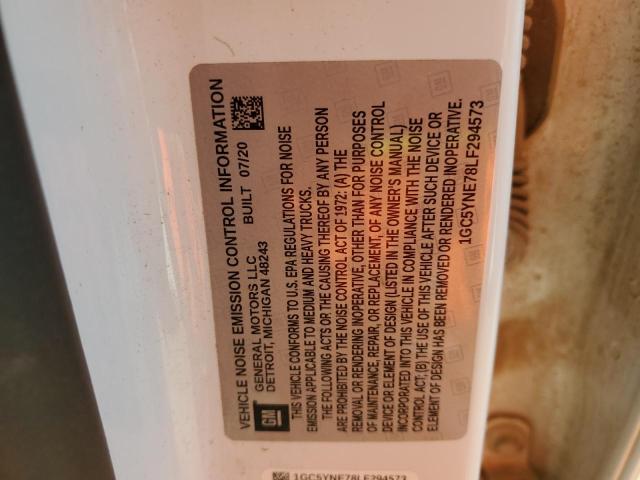 VEHICLE NOISE EMISSION CONTROL INFORMATION
GM
GENERAL MOTORS LLC
DETROIT, MICHIGAN 48243
BUILT 07/20
THIS VEHICLE CONFORMS TO U.S. EPA REGULATIONS FOR NOISE
EMISSION APPLICABLE TO MEDIUM AND HEAVY TRUCKS.
THE FOLLOWING ACTS OR THE CAUSING THEREOF BY ANY PERSON
ARE PROHIBITED BY THE NOISE CONTROL ACT OF 1972: (A) THE
REMOVAL OR RENDERING INOPERATIVE, OTHER THAN FOR PURPOSES
OF MAINTENANCE, REPAIR, OR REPLACEMENT, OF ANY NOISE CONTROL
DEVICE OR ELEMENT OF DESIGN (LISTED IN THE OWNER'S MANUAL)
INCORPORATED INTO THIS VEHICLE IN COMPLIANCE WITH THE NOISE
CONTROL ACT; (B) THE USE OF THIS VEHICLE AFTER SUCH DEVICE OR
ELEMENT OF DESIGN HAS BEEN REMOVED OR RENDERED INOPERATIVE.
1GC5YNE78LF294573
1GC5YNE78LF294573